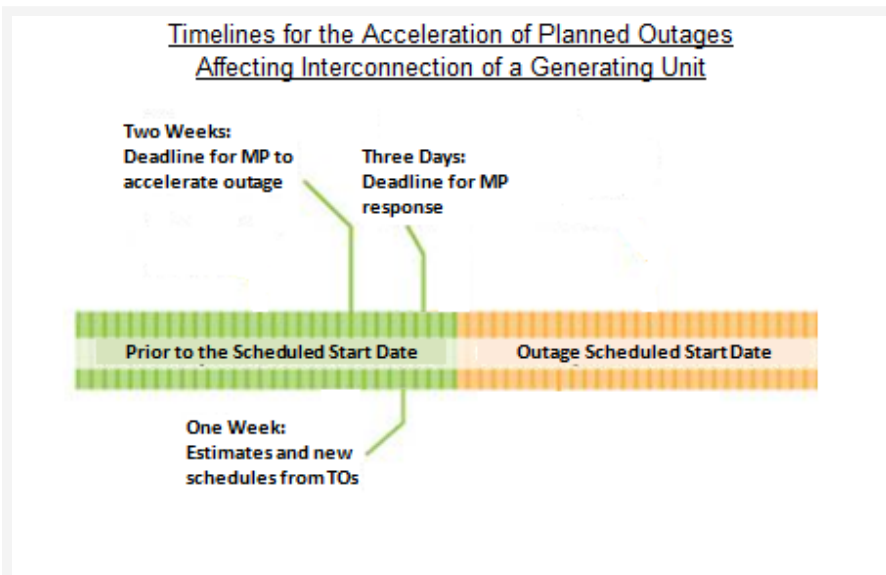 Timelines for the Acceleration of Planned Outages
Affecting Interconnection of a Generating Unit
Two Weeks:
Deadline for MP to
accelerate outage
Three Days:
Deadline for MP
response
Prior to the Scheduled Start Date
Outage Scheduled Start Date
One Week:
Estimates and new
schedules from TOs